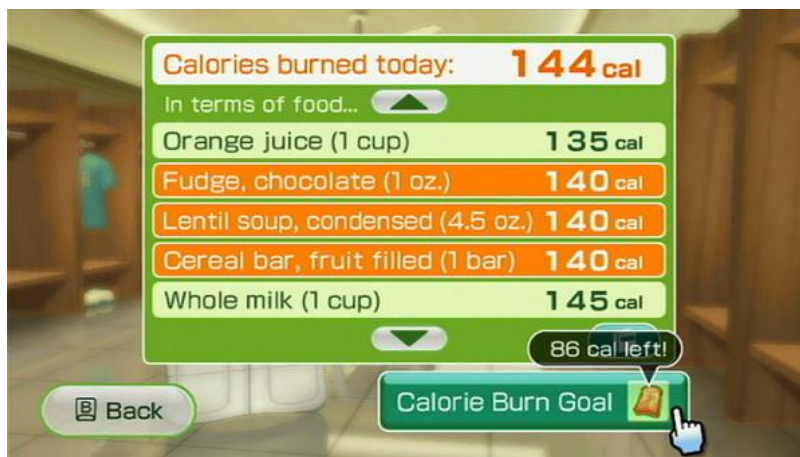 Calories burned today: 144 cal
In terms of food...
Orange juice (1 cup) 135 cal
Fudge, chocolate (1 oz.) 140 cal
Lentil soup, condensed (4.5 oz.) 140 cal
Cereal bar, fruit filled (1 bar) 140 cal
Whole milk (1 cup) 145 cal
86 cal left!
B Back
Calorie Burn Goal